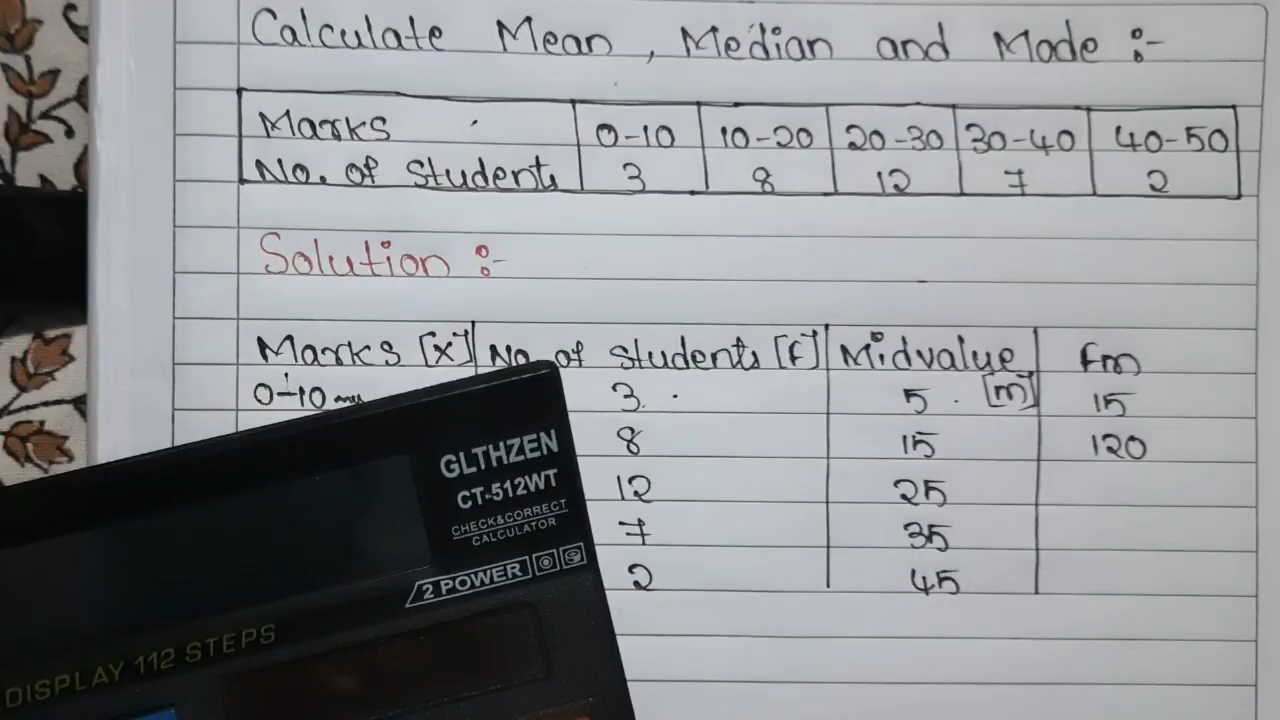 Calculate Mean, Median and Mode :-
Marks 0-10 10-20 20-30 30-40 40-50
No. of Students 3 8 12 7 2
Solution :-
Marks [x] No. of Students [f] Midvalue [m] Fm
0-10 3 5 15
8 15 120
12 25
7 35
2 45
GLTHZEN
CT-512WT
CHECK&CORRECT
CALCULATOR
2 POWER
DISPLAY 112 STEPS